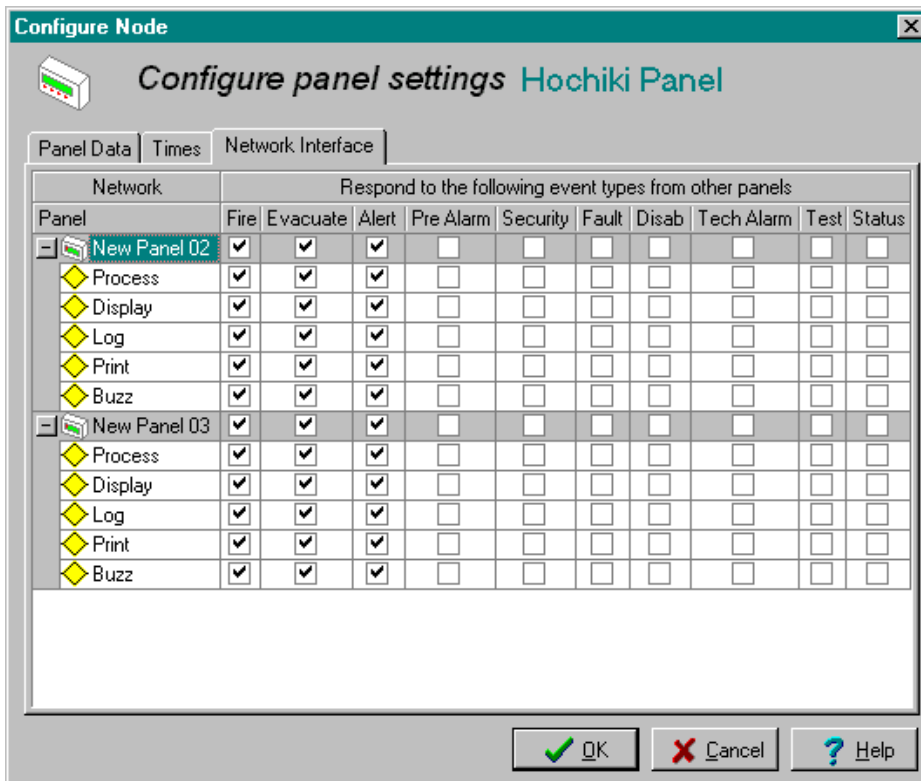 Configure Node
Configure panel settings Hochiki Panel
Panel Data Times Network Interface
Network Respond to the following event types from other panels
Panel Fire Evacuate Alert Pre Alarm Security Fault Disab Tech Alarm Test Status
New Panel 02
Process
Display
Log
Print
Buzz
New Panel 03
Process
Display
Log
Print
Buzz
OK Cancel Help